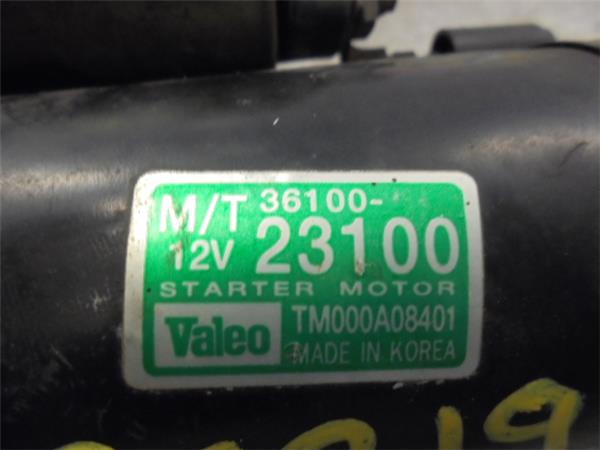 M/T 36100-
12V 23100
STARTER MOTOR
Valeo TM000A08401
MADE IN KOREA